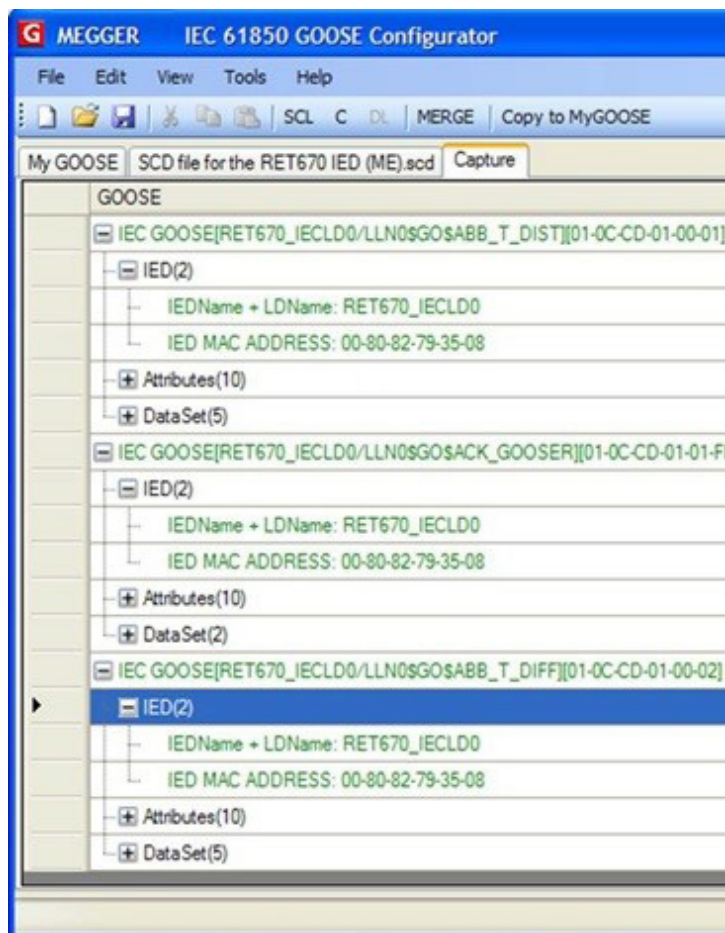 G MEGGER IEC 61850 GOOSE Configurator
File Edit View Tools Help
SCL C DL MERGE Copy to MyGOOSE
My GOOSE SCD file for the RET670 IED (ME).scd Capture
GOOSE
IEC GOOSE[RET670_IECLD0/LLN0$GO$ABB_T_DIST][01-0C-CD-01-00-01]
IED(2)
IEDName + LDName: RET670_IECLD0
IED MAC ADDRESS: 00-80-82-79-35-08
Attributes(10)
DataSet(5)
IEC GOOSE[RET670_IECLD0/LLN0$GO$ACK_GOOSER][01-0C-CD-01-01-F
IED(2)
IEDName + LDName: RET670_IECLD0
IED MAC ADDRESS: 00-80-82-79-35-08
Attributes(10)
DataSet(2)
IEC GOOSE[RET670_IECLD0/LLN0$GO$ABB_T_DIFF][01-0C-CD-01-00-02]
IED(2)
IEDName + LDName: RET670_IECLD0
IED MAC ADDRESS: 00-80-82-79-35-08
Attributes(10)
DataSet(5)